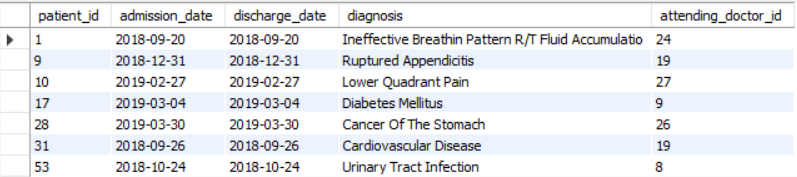 patient_id admission_date discharge_date diagnosis attending_doctor_id
1 2018-09-20 2018-09-20 Ineffective Breathin Pattern R/T Fluid Accumulatio 24
9 2018-12-31 2018-12-31 Ruptured Appendicitis 19
10 2019-02-27 2019-02-27 Lower Quadrant Pain 27
17 2019-03-04 2019-03-04 Diabetes Mellitus 9
28 2019-03-30 2019-03-30 Cancer Of The Stomach 26
31 2018-09-26 2018-09-26 Cardiovascular Disease 19
53 2018-10-24 2018-10-24 Urinary Tract Infection 8